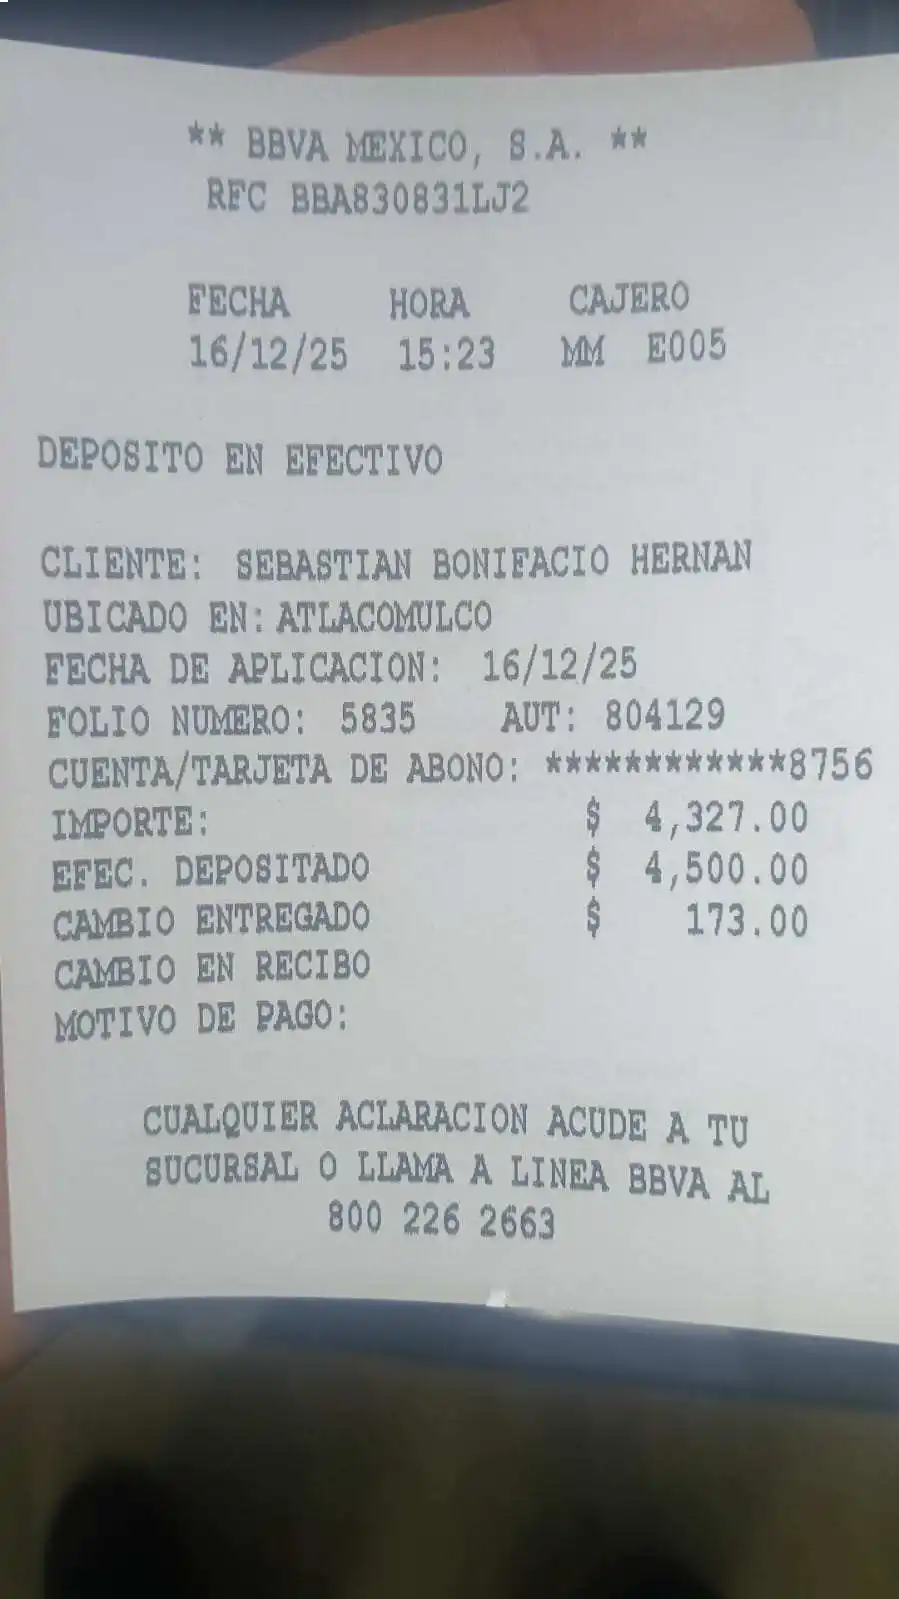 ** BBVA MEXICO, S.A. **
RFC BBA830831LJ2
FECHA HORA CAJERO
16/12/25 15:23 MM E005
DEPOSITO EN EFECTIVO
CLIENTE: SEBASTIAN BONIFACIO HERNAN
UBICADO EN: ATLACOMULCO
FECHA DE APLICACION: 16/12/25
FOLIO NUMERO: 5835 AUT: 804129
CUENTA/TARJETA DE ABONO: ************8756
IMPORTE: $ 4,327.00
EFEC. DEPOSITADO $ 4,500.00
CAMBIO ENTREGADO $ 173.00
CAMBIO EN RECIBO
MOTIVO DE PAGO:
CUALQUIER ACLARACION ACUDE A TU
SUCURSAL O LLAMA A LINEA BBVA AL
800 226 2663